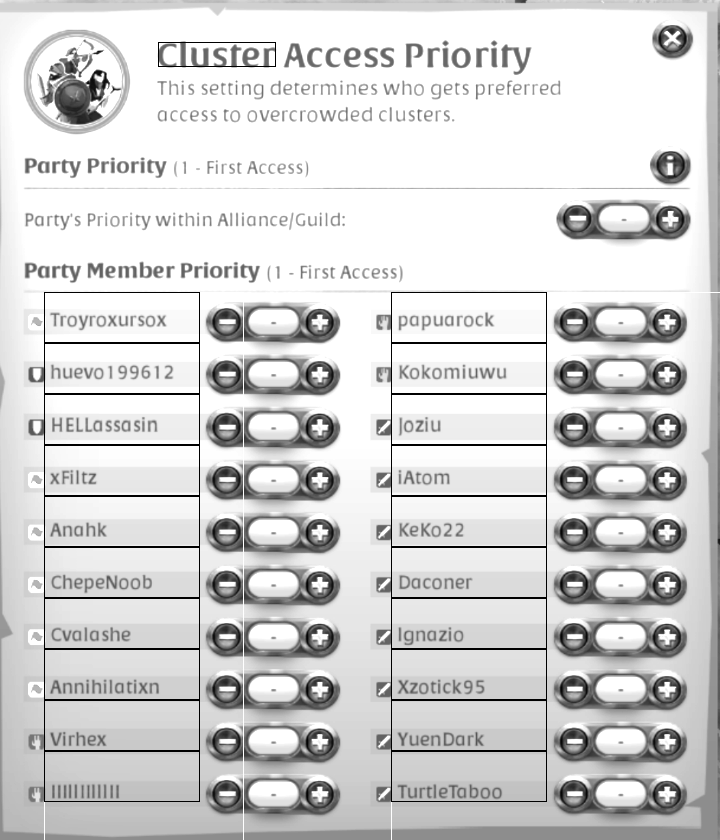 Cluster Access Priority
This setting determines who gets preferred
access to overcrowded clusters.
Party Priority (1 - First Access)
Party's Priority within Alliance/Guild: -
Party Member Priority (1 - First Access)
Troyroxursox - papuarock -
huevo199612 - Kokomiuwu -
HELLassasin - Joziu -
xFiltz - iAtom -
Anahk - KeKo22 -
ChepeNoob - Daconer -
Cvalashe - Ignazio -
Annihilatixn - Xzotick95 -
Virhex - YuenDark -
- TurtleTaboo -